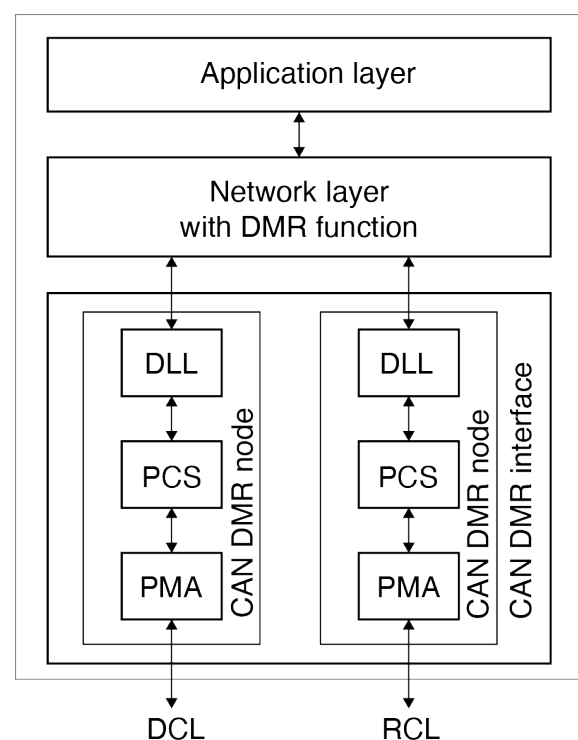 Application layer
Network layer
with DMR function
DLL
PCS
PMA
CAN DMR node
DLL
PCS
PMA
CAN DMR node
CAN DMR interface
DCL
RCL